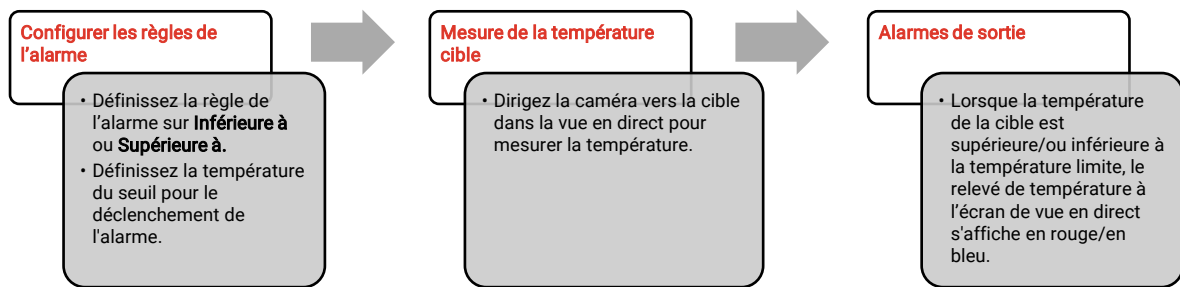 Configurer les règles de
l’alarme
• Définissez la règle de
l’alarme sur Inférieure à
ou Supérieure à.
• Définissez la température
du seuil pour le
déclenchement de
l'alarme.
Mesure de la température
cible
• Dirigez la caméra vers la cible
dans la vue en direct pour
mesurer la température.
Alarmes de sortie
• Lorsque la température
de la cible est
supérieure/ou inférieure à
la température limite, le
relevé de température à
l’écran de vue en direct
s'affiche en rouge/en
bleu.